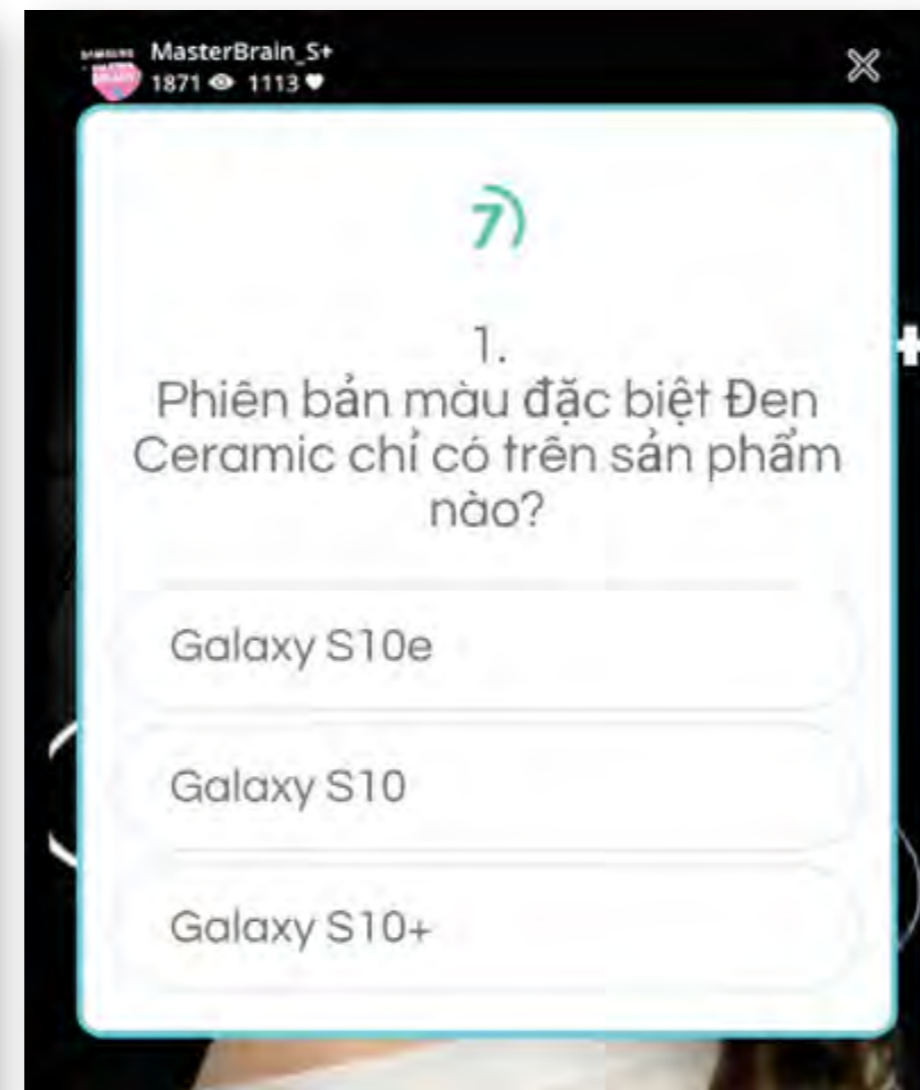 MasterBrain_S+
1871 1113
7
1.
Phiên bản màu đặc biệt Đen
Ceramic chỉ có trên sản phẩm
nào?
Galaxy S10e
Galaxy S10
Galaxy S10+